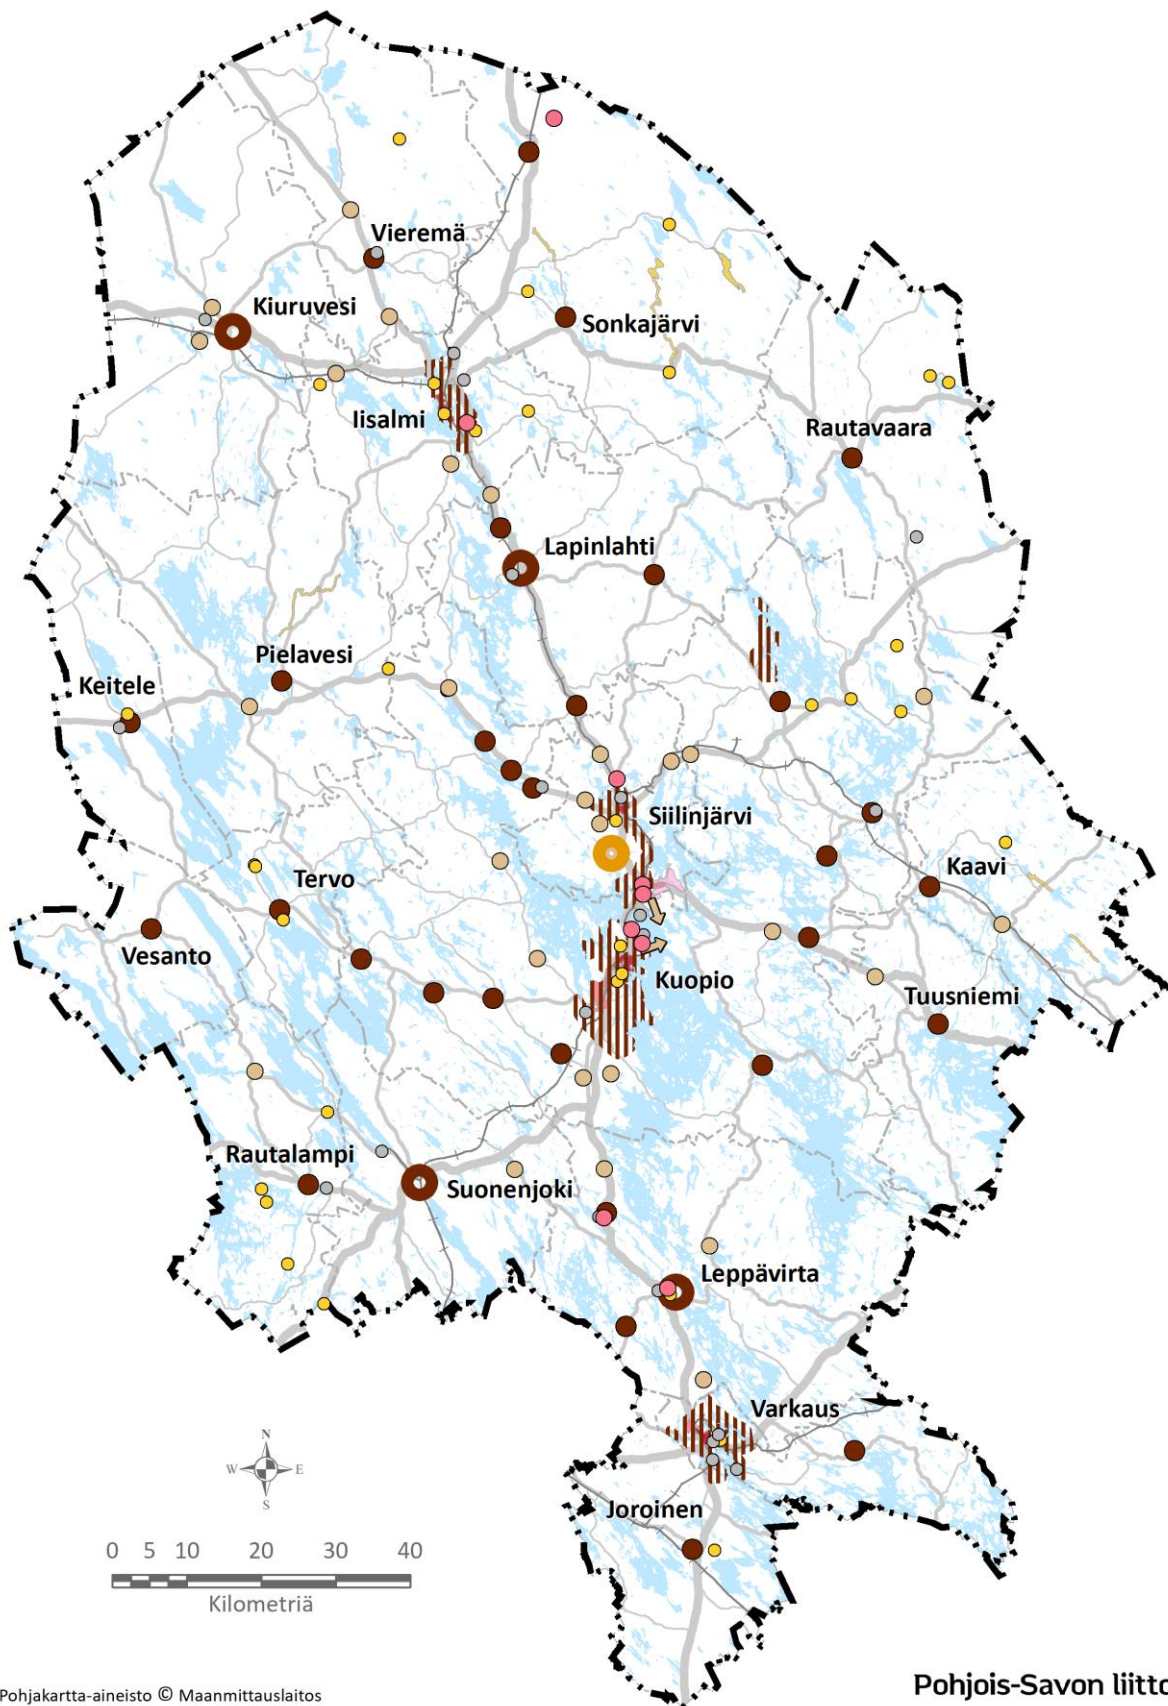 Vieremä
Kiuruvesi
Sonkajärvi
Iisalmi
Rautavaara
Lapinlahti
Pielavesi
Keitele
Siilinjärvi
Kaavi
Tervo
Vesanto
Kuopio
Tuusniemi
Rautalampi
Suonenjoki
Leppävirta
Varkaus
N
W E
S
Joroinen
0 5 10 20 30 40
Kilometriä
Pohjakartta-aineisto © Maanmittauslaitos
Pohjois-Savon liitto